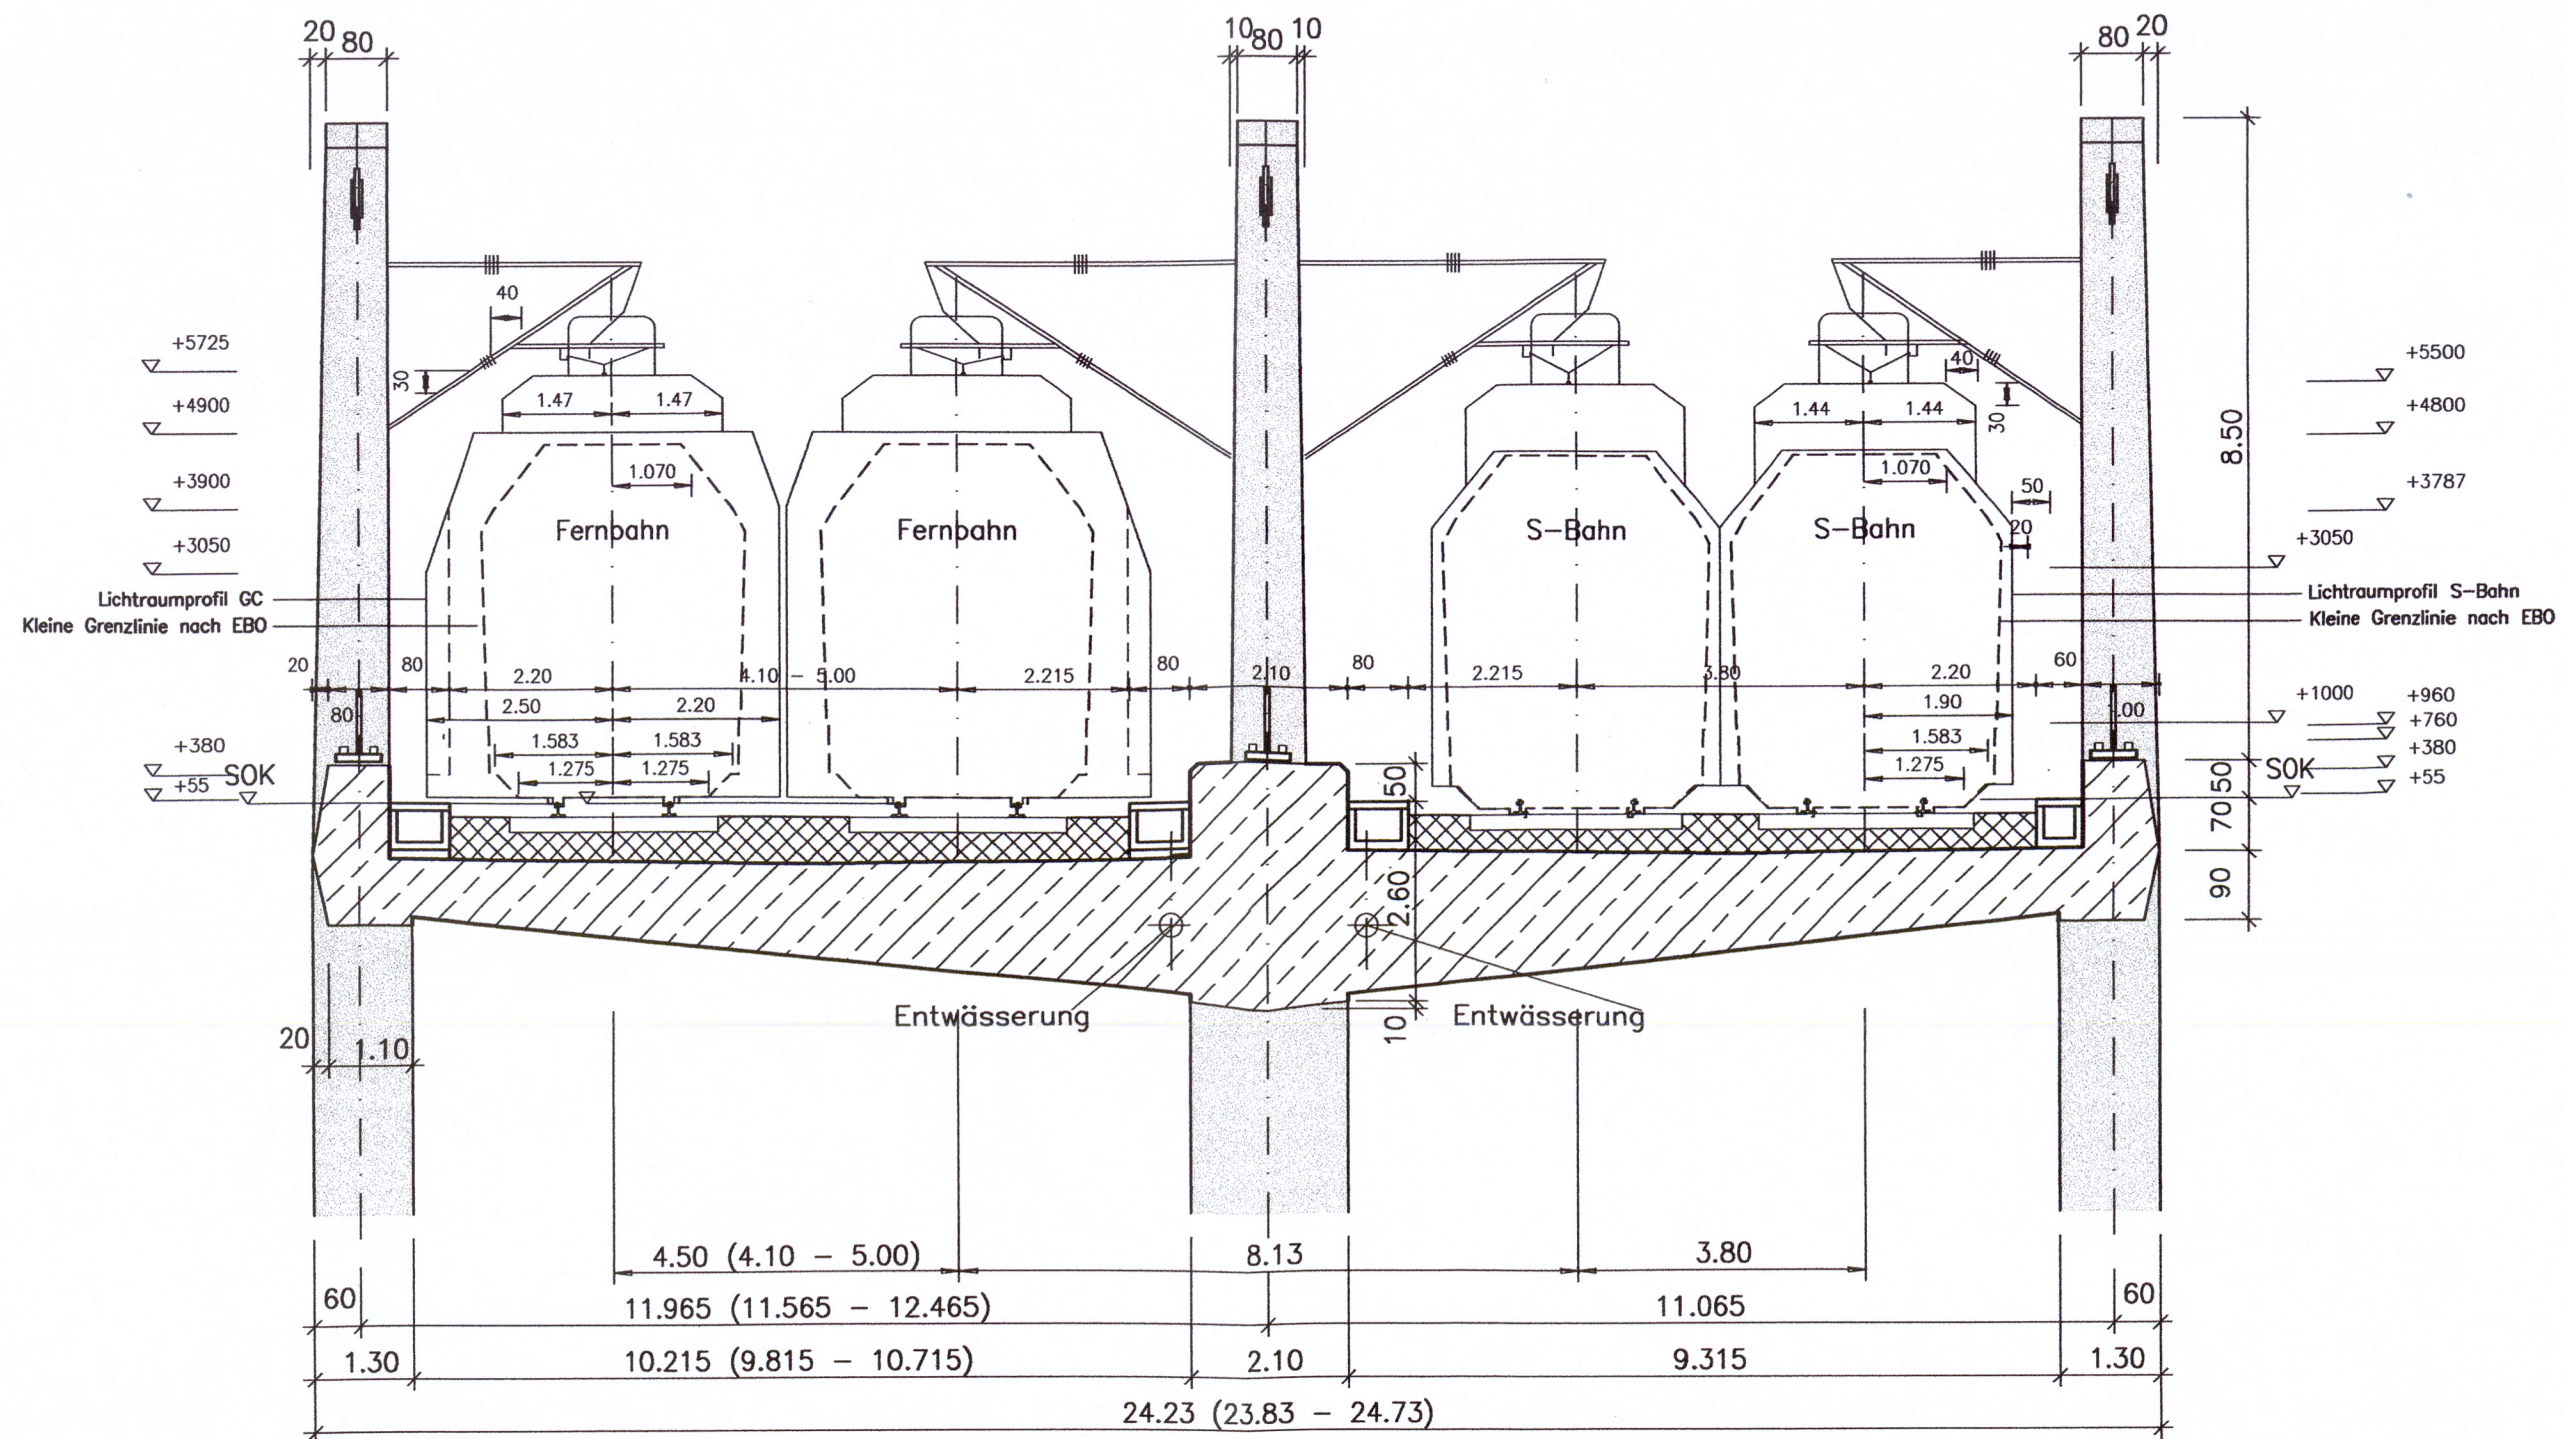 20 80
10 80 10
80 20
40
30
+5725
+4900
+3900
+3050
Lichtraumprofil GC
Kleine Grenzlinie nach EBO
+380
SOK
+55
1.47 1.47
1.070
Fernbahn
Fernbahn
1.44 1.44
40
30
1.070
50
20
S-Bahn
S-Bahn
+5500
+4800
+3787
+3050
Lichtraumprofil S-Bahn
Kleine Grenzlinie nach EBO
+1000
+960
+760
+380
SOK
+55
8.50
50
70
90
20 80 2.20 4.10 - 5.00 2.215 80 2.10 80 2.215 3.80 2.20 60
80
2.50 2.20
1.90
.00
1.583 1.583
1.583
1.275 1.275
1.275
50
2.60
10
Entwässerung
Entwässerung
20 1.10
4.50 (4.10 - 5.00) 8.13 3.80
60 11.965 (11.565 - 12.465) 11.065 60
1.30 10.215 (9.815 - 10.715) 2.10 9.315 1.30
24.23 (23.83 - 24.73)